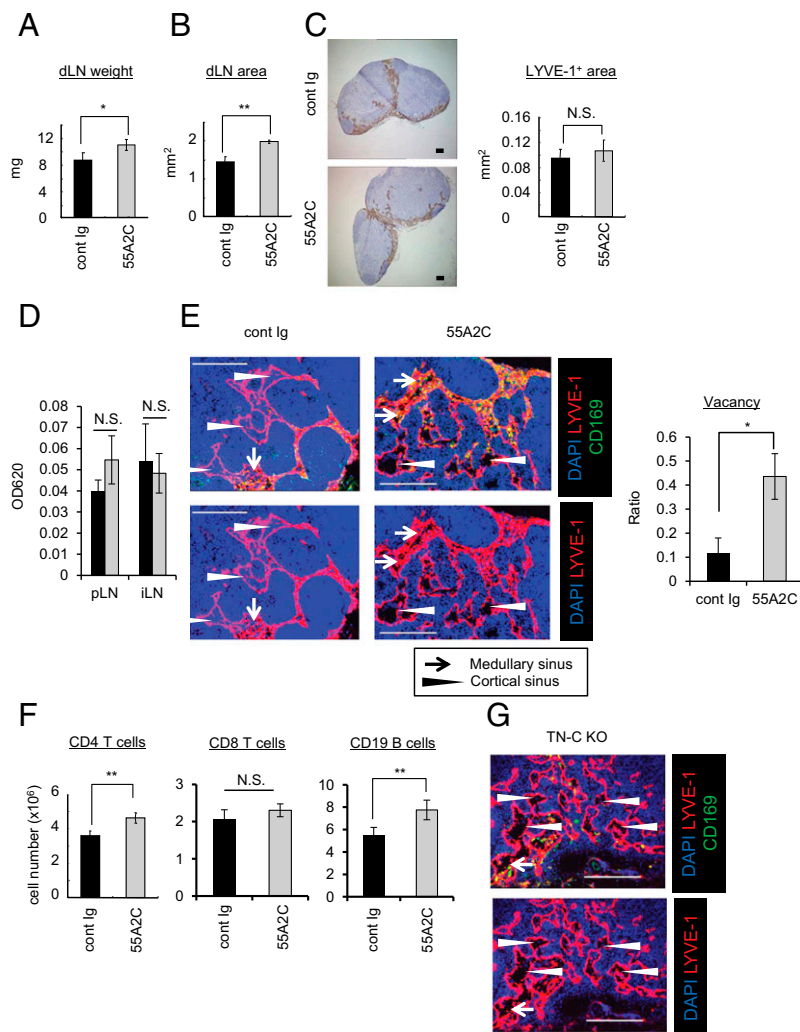 A
B
C
dLN weight
dLN area
LYVE-1+ area
*
**
N.S.
mg
12
8
4
0
cont Ig
55A2C
mm2
2
1
0
cont Ig
55A2C
cont Ig
55A2C
mm2
0.16
0.12
0.08
0.04
0
cont Ig
55A2C
D
E
cont Ig
55A2C
OD620
0.08
0.07
0.06
0.05
0.04
0.03
0.02
0.01
0
N.S.
N.S.
pLN
iLN
DAPI LYVE-1
CD169
DAPI LYVE-1
Vacancy
*
Ratio
0.6
0.5
0.4
0.3
0.2
0.1
0
cont Ig
55A2C
Medullary sinus
Cortical sinus
F
G
CD4 T cells
CD8 T cells
CD19 B cells
TN-C KO
**
N.S.
**
cell number (x106)
6
4
2
0
cont Ig
55A2C
3
2
1
0
cont Ig
55A2C
10
8
6
4
2
0
cont Ig
55A2C
DAPI LYVE-1
CD169
DAPI LYVE-1